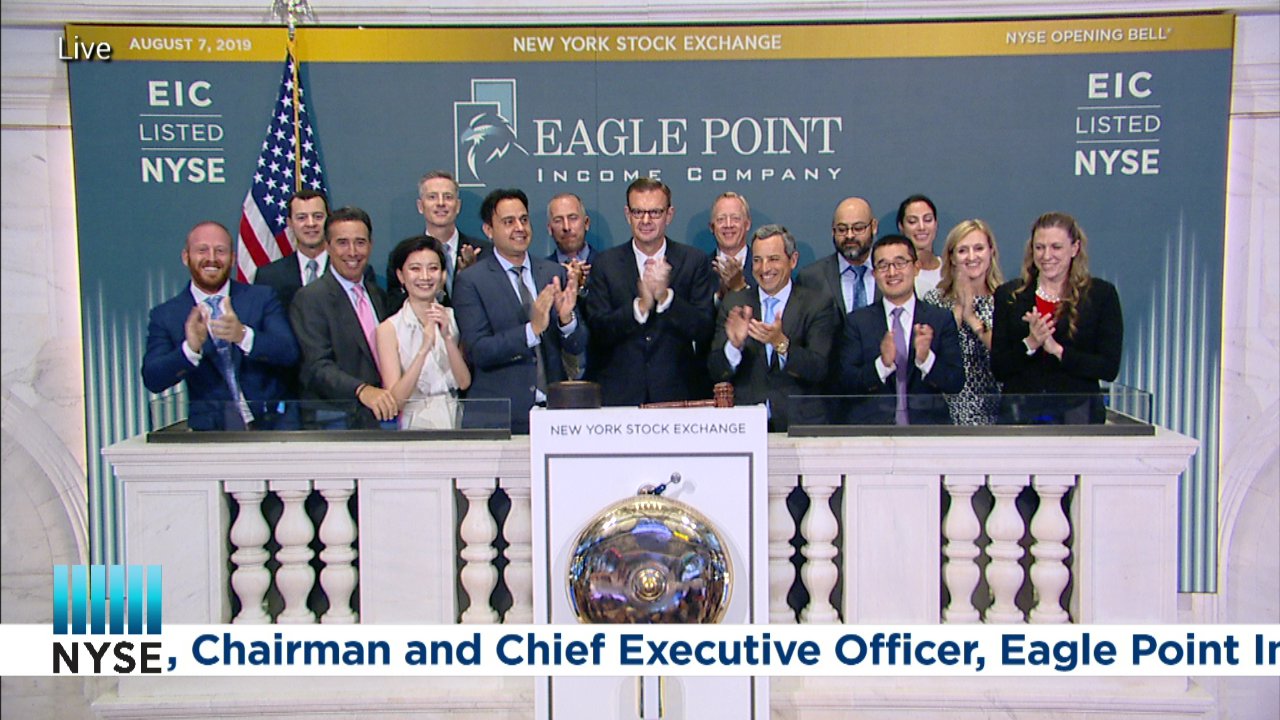 Live
AUGUST 7, 2019
NEW YORK STOCK EXCHANGE
NYSE OPENING BELL®
EIC
LISTED
NYSE
EAGLE POINT
INCOME COMPANY
EIC
LISTED
NYSE
NEW YORK STOCK EXCHANGE
NYSE
, Chairman and Chief Executive Officer, Eagle Point In